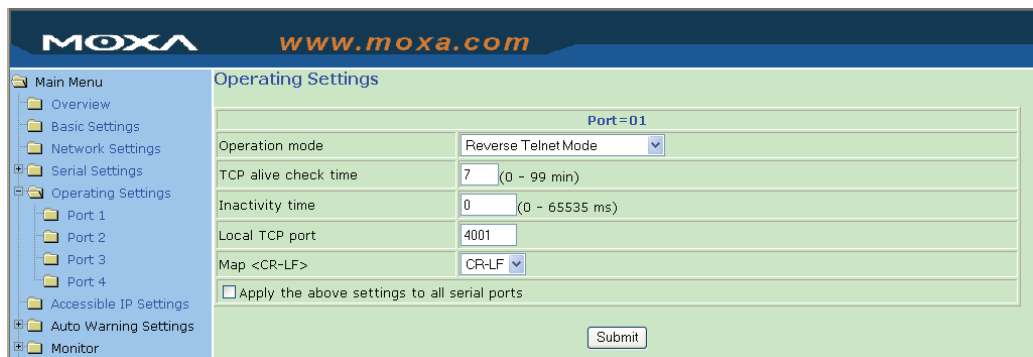 MOXA www.moxa.com
Main Menu
Overview
Basic Settings
Network Settings
Serial Settings
Operating Settings
Port 1
Port 2
Port 3
Port 4
Accessible IP Settings
Auto Warning Settings
Monitor
Operating Settings
Port=01
Operation mode Reverse Telnet Mode
TCP alive check time 7 (0 - 99 min)
Inactivity time 0 (0 - 65535 ms)
Local TCP port 4001
Map <CR-LF> CR-LF
Apply the above settings to all serial ports
Submit